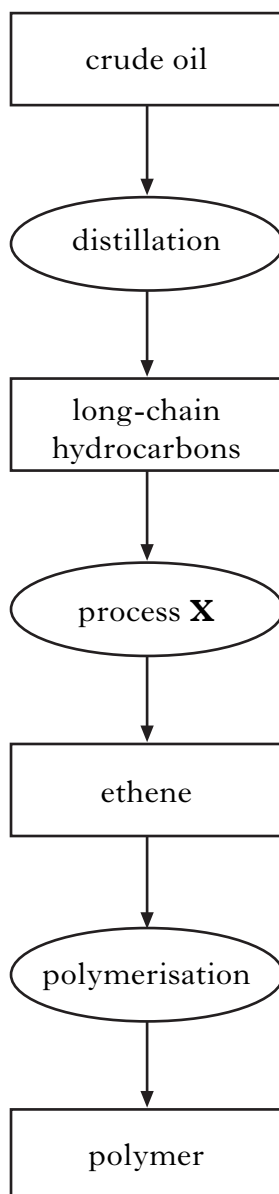 crude oil
distillation
long-chain
hydrocarbons
process X
ethene
polymerisation
polymer